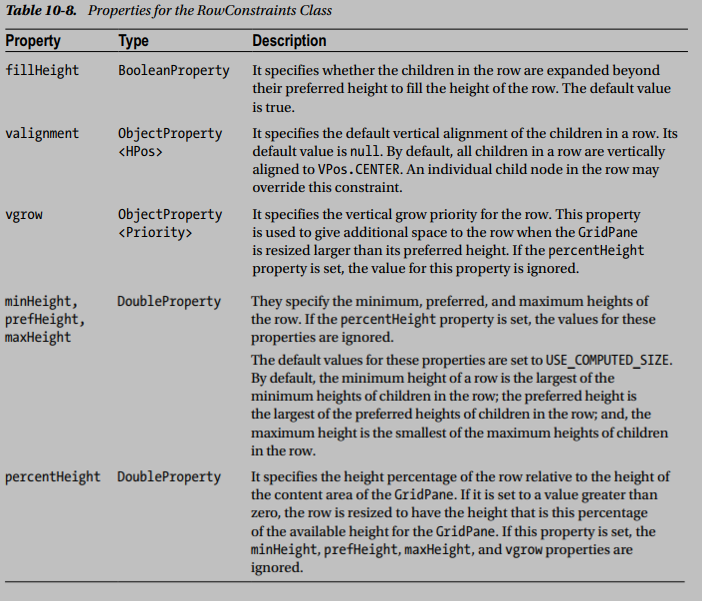 Table 10-8. Properties for the RowConstraints Class
Property Type Description
fillHeight BooleanProperty It specifies whether the children in the row are expanded beyond
their preferred height to fill the height of the row. The default value
is true.
valignment ObjectProperty It specifies the default vertical alignment of the children in a row. Its
<HPos> default value is null. By default, all children in a row are vertically
aligned to VPos.CENTER. An individual child node in the row may
override this constraint.
vgrow ObjectProperty It specifies the vertical grow priority for the row. This property
<Priority> is used to give additional space to the row when the GridPane
is resized larger than its preferred height. If the percentHeight
property is set, the value for this property is ignored.
minHeight, DoubleProperty They specify the minimum, preferred, and maximum heights of
prefHeight, the row. If the percentHeight property is set, the values for these
maxHeight properties are ignored.
The default values for these properties are set to USE_COMPUTED_SIZE.
By default, the minimum height of a row is the largest of the
minimum heights of children in the row; the preferred height is
the largest of the preferred heights of children in the row; and, the
maximum height is the smallest of the maximum heights of children
in the row.
percentHeight DoubleProperty It specifies the height percentage of the row relative to the height of
the content area of the GridPane. If it is set to a value greater than
zero, the row is resized to have the height that is this percentage
of the available height for the GridPane. If this property is set, the
minHeight, prefHeight, maxHeight, and vgrow properties are
ignored.